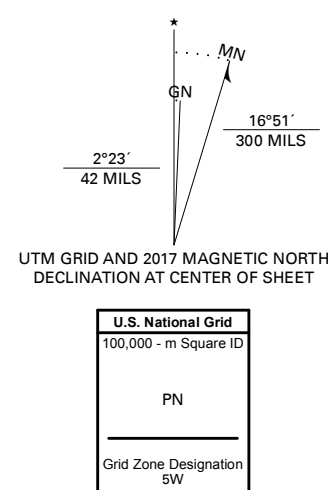 ★
MN
GN
16°51´
300 MILS
2°23´
42 MILS
UTM GRID AND 2017 MAGNETIC NORTH
DECLINATION AT CENTER OF SHEET
U.S. National Grid
100,000 - m Square ID
PN
Grid Zone Designation
5W